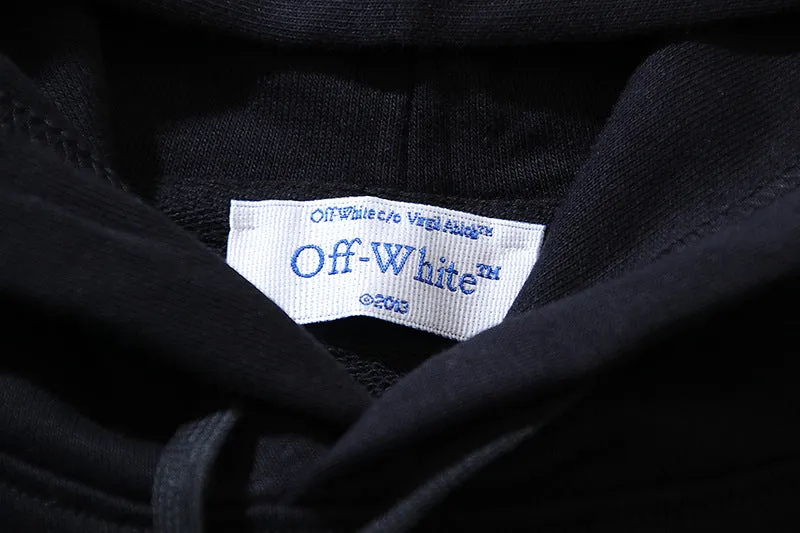 Off-White c/o Virgil Abloh™
Off-White™
©2013